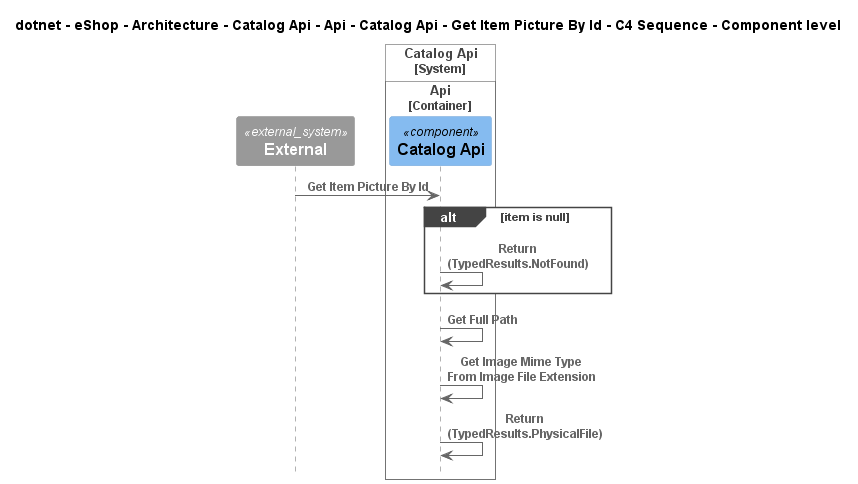 dotnet - eShop - Architecture - Catalog Api - Api - Catalog Api - Get Item Picture By Id - C4 Sequence - Component level
Catalog Api
[System]
Api
[Container]
«external_system»
External
«component»
Catalog Api
Get Item Picture By Id
alt
[item is null]
Return
(TypedResults.NotFound)
Get Full Path
Get Image Mime Type
From Image File Extension
Return
(TypedResults.PhysicalFile)